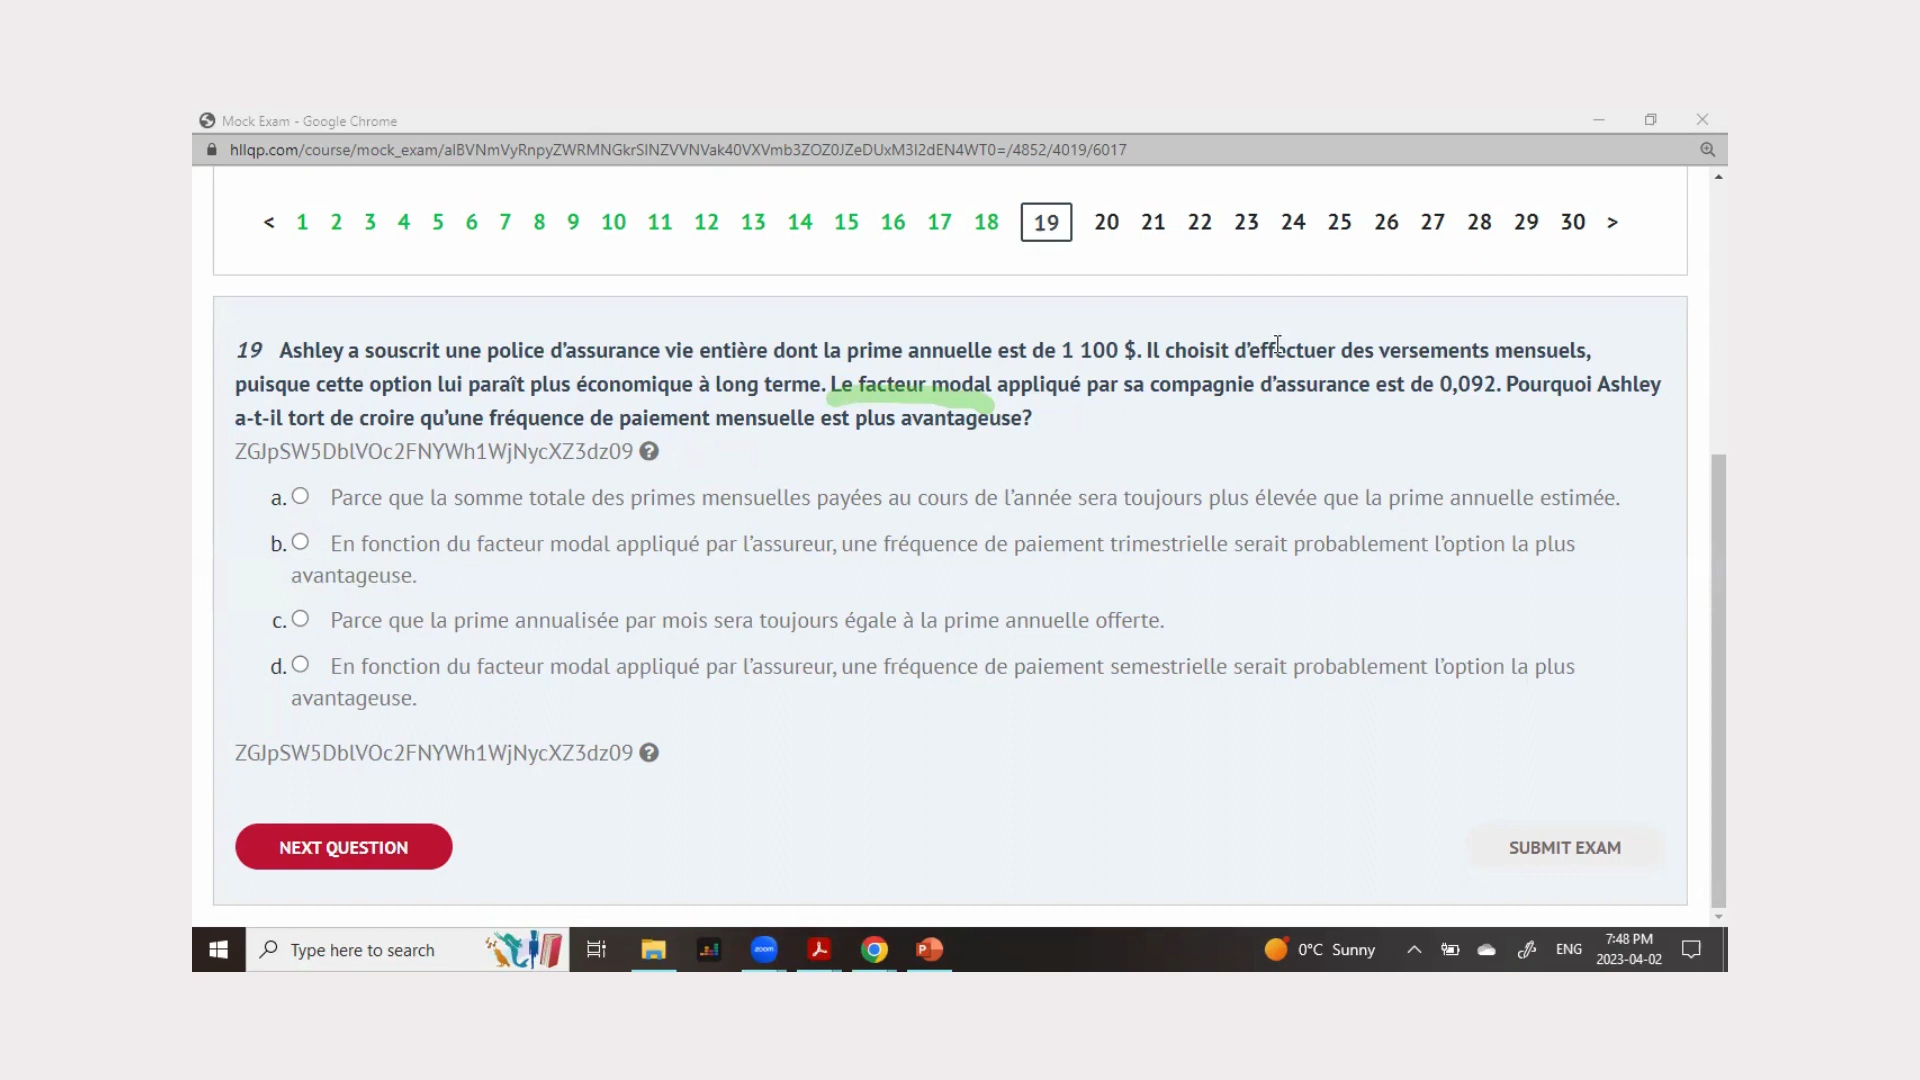 Mock Exam - Google Chrome
hllqp.com/course/mock_exam/alBVNmVyRnpyZWRMNGkrSlNZVVNVak40VXVmb3ZOZ0JZeDUxM3I2dEN4WT0=/4852/4019/6017
< 1 2 3 4 5 6 7 8 9 10 11 12 13 14 15 16 17 18 19 20 21 22 23 24 25 26 27 28 29 30 >
19 Ashley a souscrit une police d'assurance vie entière dont la prime annuelle est de 1 100 $. Il choisit d'effectuer des versements mensuels,
puisque cette option lui paraît plus économique à long terme. Le facteur modal appliqué par sa compagnie d'assurance est de 0,092. Pourquoi Ashley
a-t-il tort de croire qu'une fréquence de paiement mensuelle est plus avantageuse?
ZGJpSW5DblVOc2FNYWh1WjNycXZ3dz09 ?
a. Parce que la somme totale des primes mensuelles payées au cours de l'année sera toujours plus élevée que la prime annuelle estimée.
b. En fonction du facteur modal appliqué par l'assureur, une fréquence de paiement trimestrielle serait probablement l'option la plus
avantageuse.
c. Parce que la prime annualisée par mois sera toujours égale à la prime annuelle offerte.
d. En fonction du facteur modal appliqué par l'assureur, une fréquence de paiement semestrielle serait probablement l'option la plus
avantageuse.
ZGJpSW5DblVOc2FNYWh1WjNycXZ3dz09 ?
NEXT QUESTION
SUBMIT EXAM
Type here to search
zoom
0°C Sunny
ENG
7:48 PM
2023-04-02